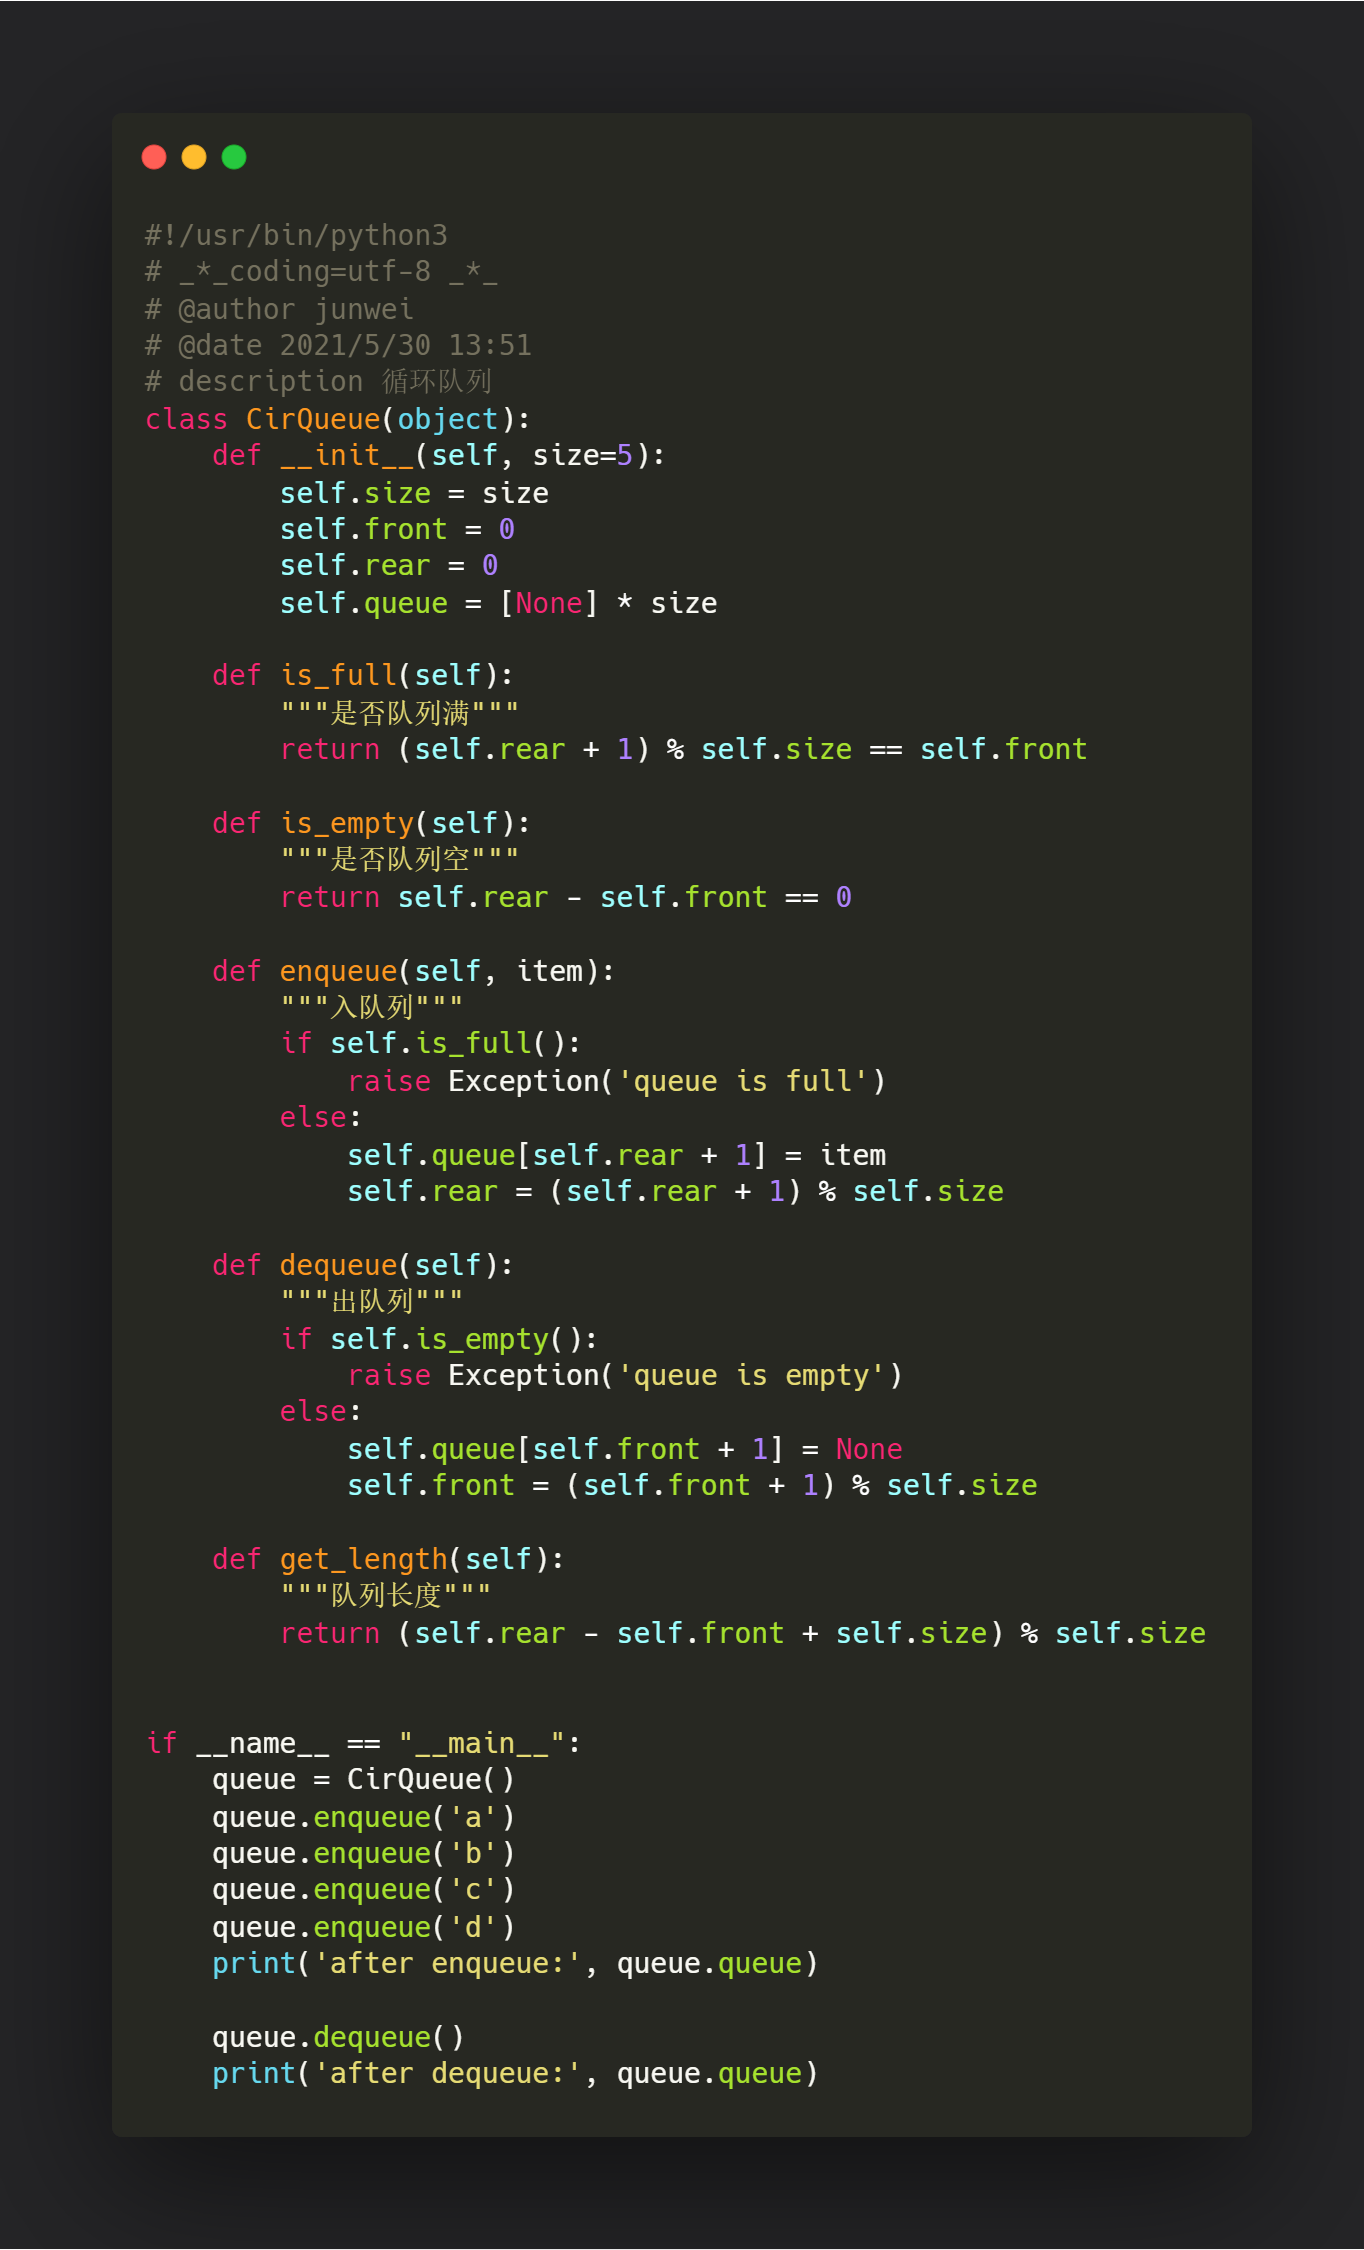 #!/usr/bin/python3
# _*_coding=utf-8 _*_
# @author junwei
# @date 2021/5/30 13:51
# description 循环队列
class CirQueue(object):
    def __init__(self, size=5):
        self.size = size
        self.front = 0
        self.rear = 0
        self.queue = [None] * size

    def is_full(self):
        """是否队列满"""
        return (self.rear + 1) % self.size == self.front

    def is_empty(self):
        """是否队列空"""
        return self.rear - self.front == 0

    def enqueue(self, item):
        """入队列"""
        if self.is_full():
            raise Exception('queue is full')
        else:
            self.queue[self.rear + 1] = item
            self.rear = (self.rear + 1) % self.size

    def dequeue(self):
        """出队列"""
        if self.is_empty():
            raise Exception('queue is empty')
        else:
            self.queue[self.front + 1] = None
            self.front = (self.front + 1) % self.size

    def get_length(self):
        """队列长度"""
        return (self.rear - self.front + self.size) % self.size


if __name__ == "__main__":
    queue = CirQueue()
    queue.enqueue('a')
    queue.enqueue('b')
    queue.enqueue('c')
    queue.enqueue('d')
    print('after enqueue:', queue.queue)

    queue.dequeue()
    print('after dequeue:', queue.queue)